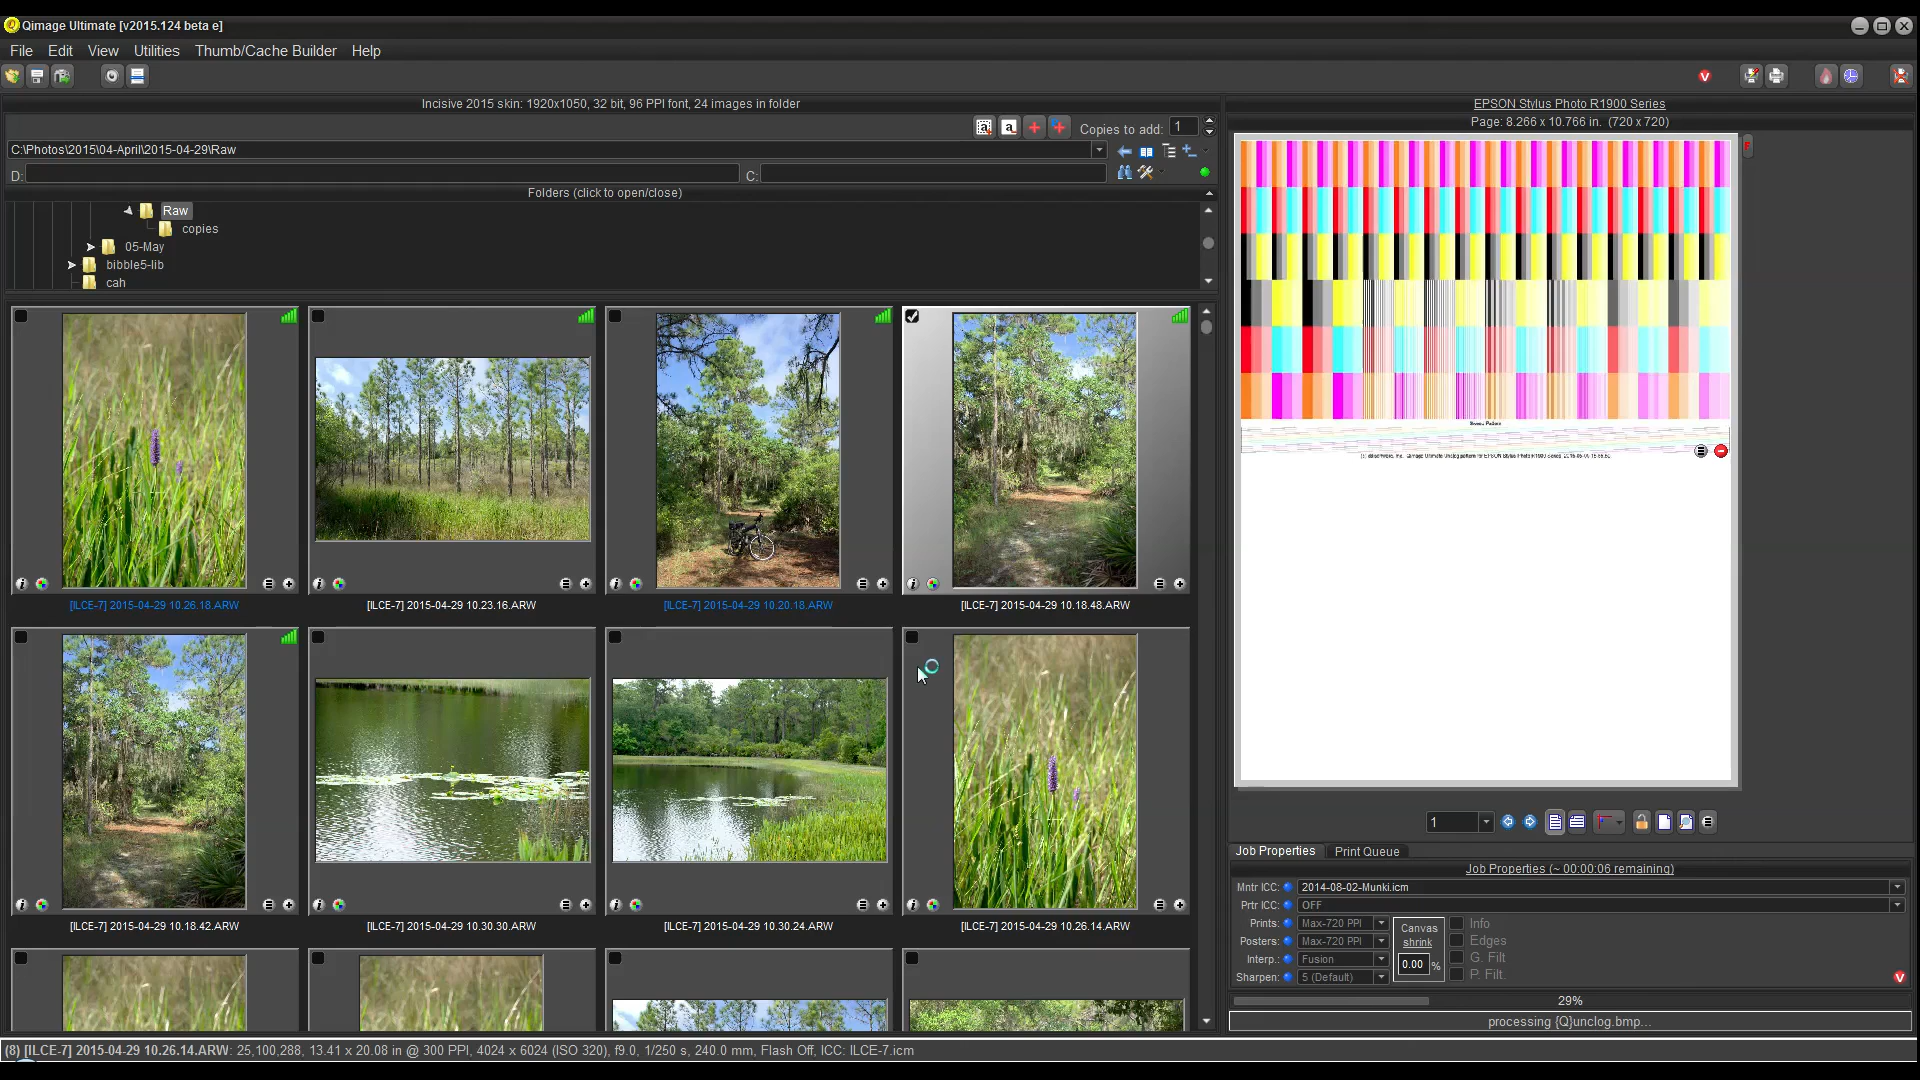 Qimage Ultimate [v2015.124 beta e]
File Edit View Utilities Thumb/Cache Builder Help
Incisive 2015 skin: 1920x1050, 32 bit, 96 PPI font, 24 images in folder
Copies to add: 1
C:\Photos\2015\04-April\2015-04-29\Raw
D: C:
Folders (click to open/close)
Raw
copies
05-May
bibble5-lib
cah
[ILCE-7] 2015-04-29 10.26.18.ARW
[ILCE-7] 2015-04-29 10.23.16.ARW
[ILCE-7] 2015-04-29 10.20.18.ARW
[ILCE-7] 2015-04-29 10.18.48.ARW
[ILCE-7] 2015-04-29 10.18.42.ARW
[ILCE-7] 2015-04-29 10.30.30.ARW
[ILCE-7] 2015-04-29 10.30.24.ARW
[ILCE-7] 2015-04-29 10.26.14.ARW
EPSON Stylus Photo R1900 Series
Page: 8.266 x 10.766 in. (720 x 720)
F
1
Job Properties Print Queue
Job Properties (~ 00:00:06 remaining)
Mntr ICC: 2014-08-02-Munki.icm
Prtr ICC: OFF
Prints: Max-720 PPI
Posters: Max-720 PPI
Interp.: Fusion
Sharpen: 5 (Default)
Canvas
shrink
0.00 %
Info
Edges
G. Filt
P. Filt.
29%
processing {Q}unclog.bmp...
(8) [ILCE-7] 2015-04-29 10.26.14.ARW: 25,100,288, 13.41 x 20.08 in @ 300 PPI, 4024 x 6024 (ISO 320), f9.0, 1/250 s, 240.0 mm, Flash Off, ICC: ILCE-7.icm